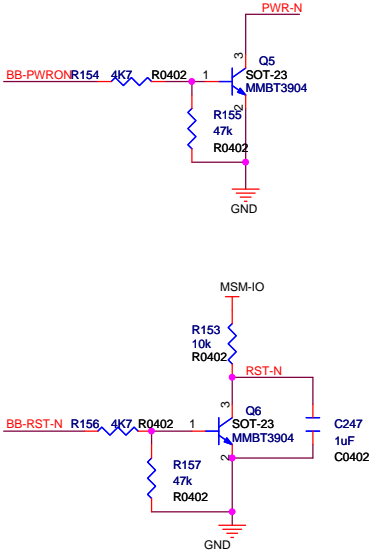 PWR-N
3
Q5
BB-PWRON R154 4K7 R0402 1 SOT-23
MMBT3904
2
R155
47k
R0402
GND
MSM-IO
R153
10k
R0402
RST-N
3
Q6
BB-RST-N R156 4K7 R0402 1 SOT-23 C247
MMBT3904 1uF
2 C0402
R157
47k
R0402
GND